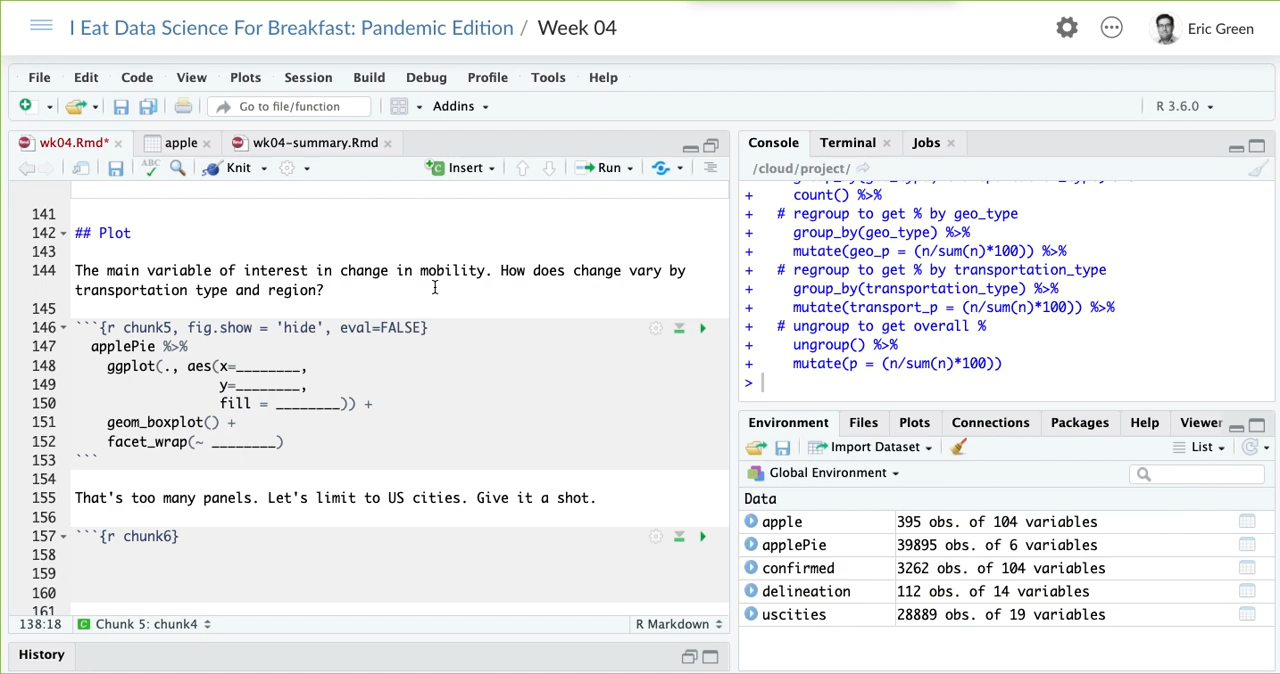 I Eat Data Science For Breakfast: Pandemic Edition / Week 04
Eric Green
File Edit Code View Plots Session Build Debug Profile Tools Help
Go to file/function Addins R 3.6.0
wk04.Rmd* apple wk04-summary.Rmd
ABC Knit Insert Run
141
142 ## Plot
143
144 The main variable of interest in change in mobility. How does change vary by
transportation type and region?
145
146 ```{r chunk5, fig.show = 'hide', eval=FALSE}
147 applePie %>%
148 ggplot(., aes(x=________,
149 y=________,
150 fill = ________)) +
151 geom_boxplot() +
152 facet_wrap(~ ________)
153 ```
154
155 That's too many panels. Let's limit to US cities. Give it a shot.
156
157 ```{r chunk6}
158
159
160
161
138:18 Chunk 5: chunk4 R Markdown
History
Console Terminal Jobs
/cloud/project/
+ count() %>%
+ # regroup to get % by geo_type
+ group_by(geo_type) %>%
+ mutate(geo_p = (n/sum(n)*100)) %>%
+ # regroup to get % by transportation_type
+ group_by(transportation_type) %>%
+ mutate(transport_p = (n/sum(n)*100)) %>%
+ # ungroup to get overall %
+ ungroup() %>%
+ mutate(p = (n/sum(n)*100))
>
Environment Files Plots Connections Packages Help Viewer
Import Dataset List
Global Environment
Data
apple 395 obs. of 104 variables
applePie 39895 obs. of 6 variables
confirmed 3262 obs. of 104 variables
delineation 112 obs. of 14 variables
uscities 28889 obs. of 19 variables